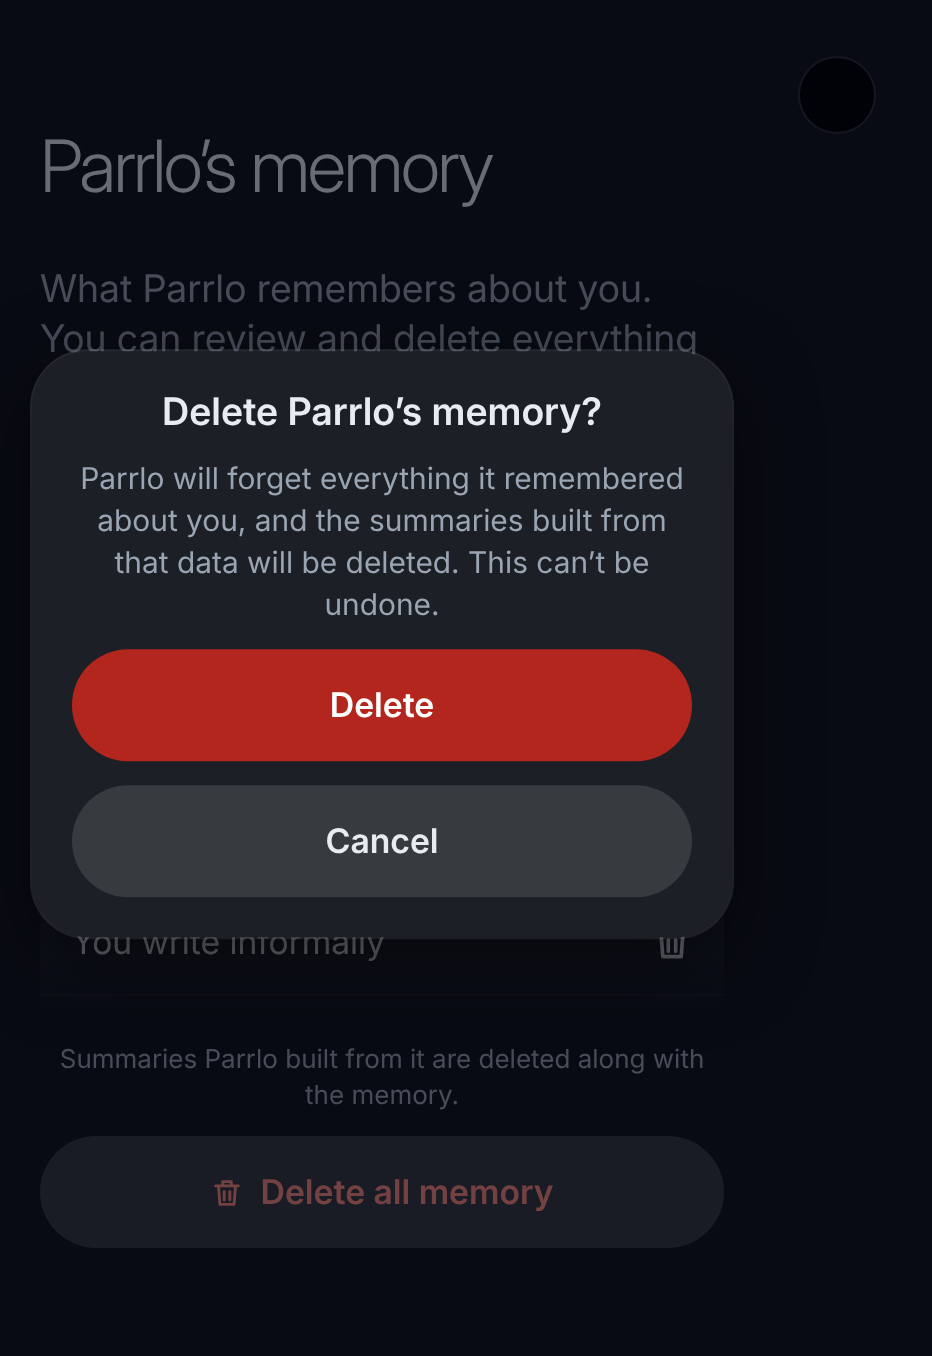 Parrlo’s memory
What Parrlo remembers about you.
You can review and delete everything
Delete Parrlo’s memory?
Parrlo will forget everything it remembered
about you, and the summaries built from
that data will be deleted. This can’t be
undone.
Delete
Cancel
You write informally
Summaries Parrlo built from it are deleted along with
the memory.
Delete all memory